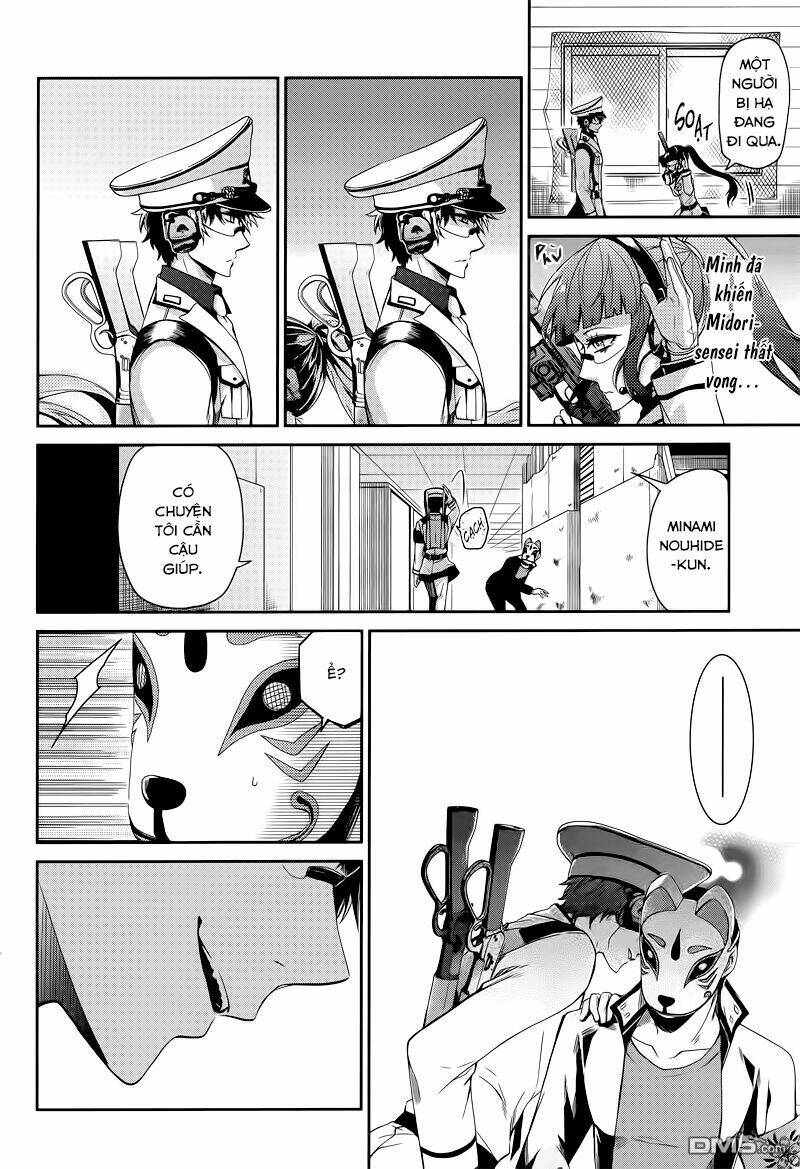 MỘT
NGƯỜI
BỊ HẠ
ĐANG
ĐI QUA.
SOẠT
Mình đã
khiến
Midori-
sensei thất
vọng...
PHÙ
MINAMI
NOUHIDE
-KUN.
CẠCH
CÓ
CHUYỆN
TÔI CẦN
CẬU
GIÚP.
Ể?
DM5.com